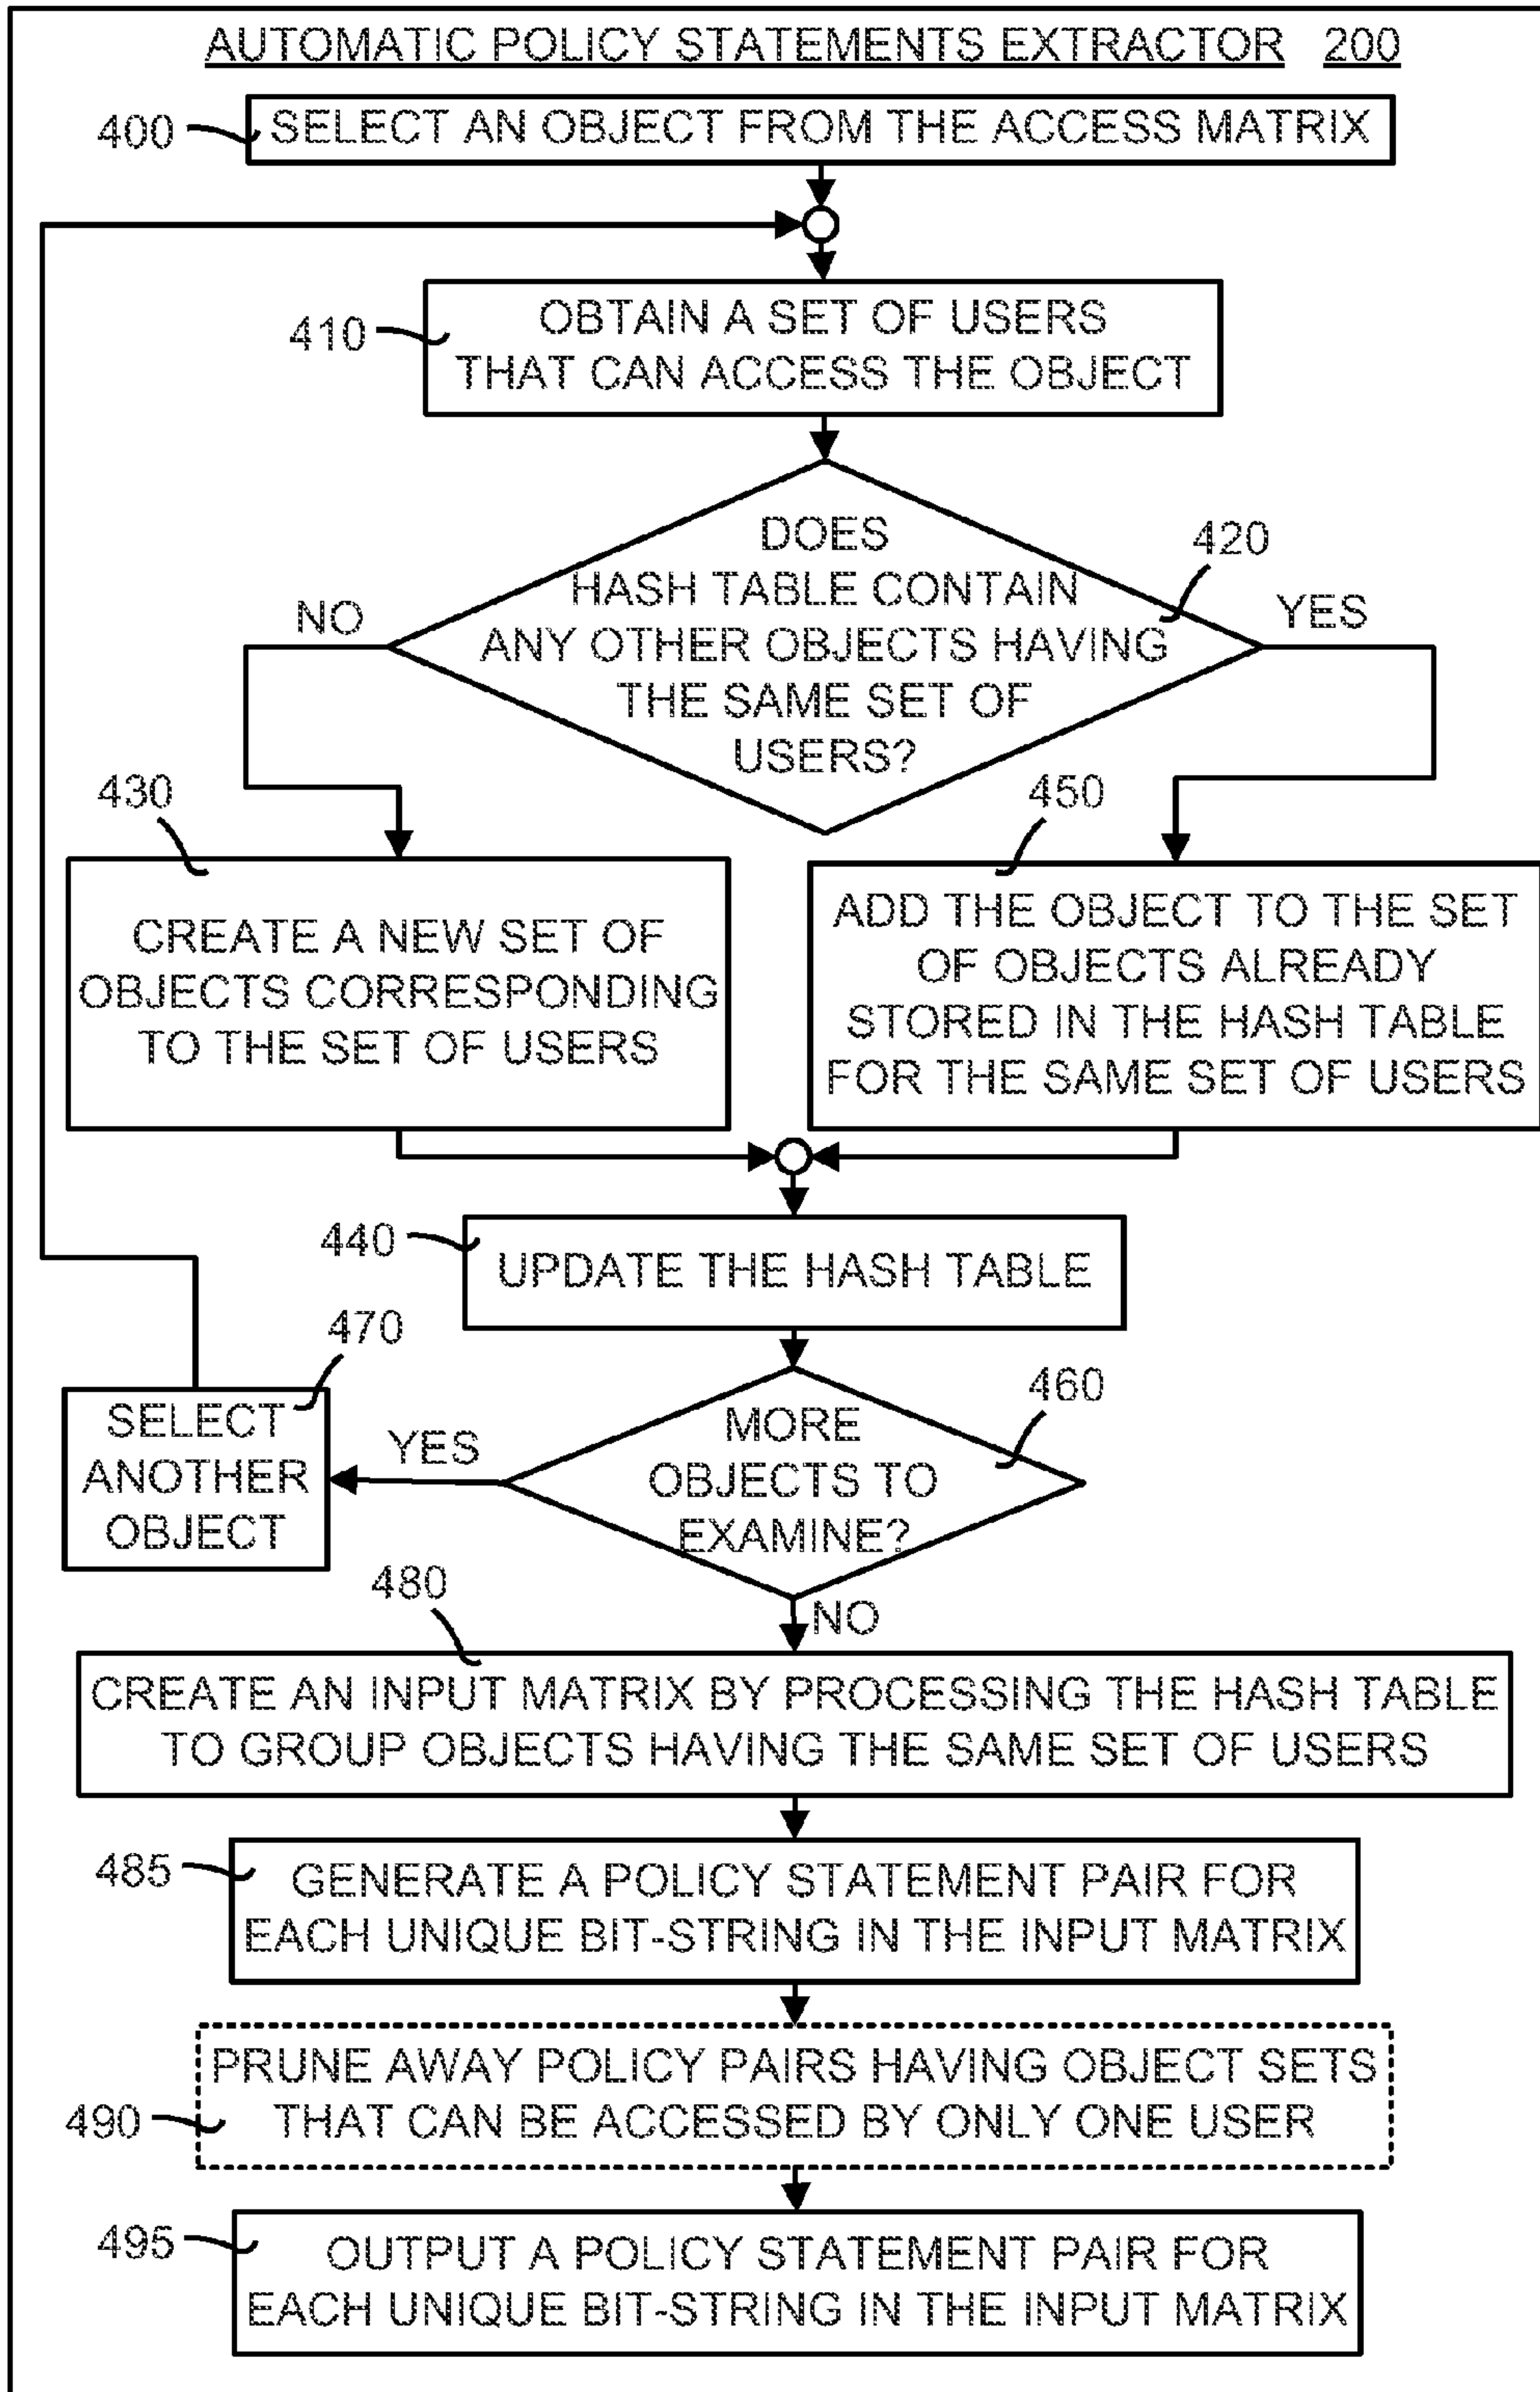 AUTOMATIC POLICY STATEMENTS EXTRACTOR 200
400
SELECT AN OBJECT FROM THE ACCESS MATRIX
410
OBTAIN A SET OF USERS
THAT CAN ACCESS THE OBJECT
DOES
HASH TABLE CONTAIN
ANY OTHER OBJECTS HAVING
THE SAME SET OF
USERS?
420
NO
YES
430
CREATE A NEW SET OF
OBJECTS CORRESPONDING
TO THE SET OF USERS
450
ADD THE OBJECT TO THE SET
OF OBJECTS ALREADY
STORED IN THE HASH TABLE
FOR THE SAME SET OF USERS
440
UPDATE THE HASH TABLE
470
SELECT
ANOTHER
OBJECT
YES
460
MORE
OBJECTS TO
EXAMINE?
NO
480
CREATE AN INPUT MATRIX BY PROCESSING THE HASH TABLE
TO GROUP OBJECTS HAVING THE SAME SET OF USERS
485
GENERATE A POLICY STATEMENT PAIR FOR
EACH UNIQUE BIT-STRING IN THE INPUT MATRIX
490
PRUNE AWAY POLICY PAIRS HAVING OBJECT SETS
THAT CAN BE ACCESSED BY ONLY ONE USER
495
OUTPUT A POLICY STATEMENT PAIR FOR
EACH UNIQUE BIT-STRING IN THE INPUT MATRIX